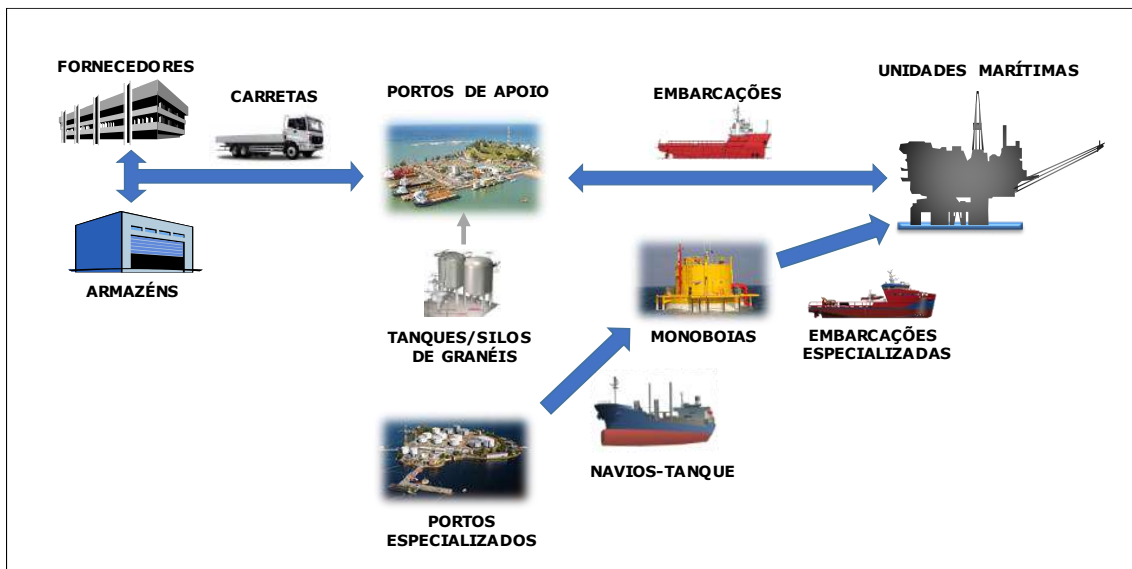 FORNECEDORES
CARRETAS
PORTOS DE APOIO
EMBARCAÇÕES
UNIDADES MARÍTIMAS
ARMAZÉNS
TANQUES/SILOS
DE GRANÉIS
MONOBOIAS
EMBARCAÇÕES
ESPECIALIZADAS
NAVIOS-TANQUE
PORTOS
ESPECIALIZADOS